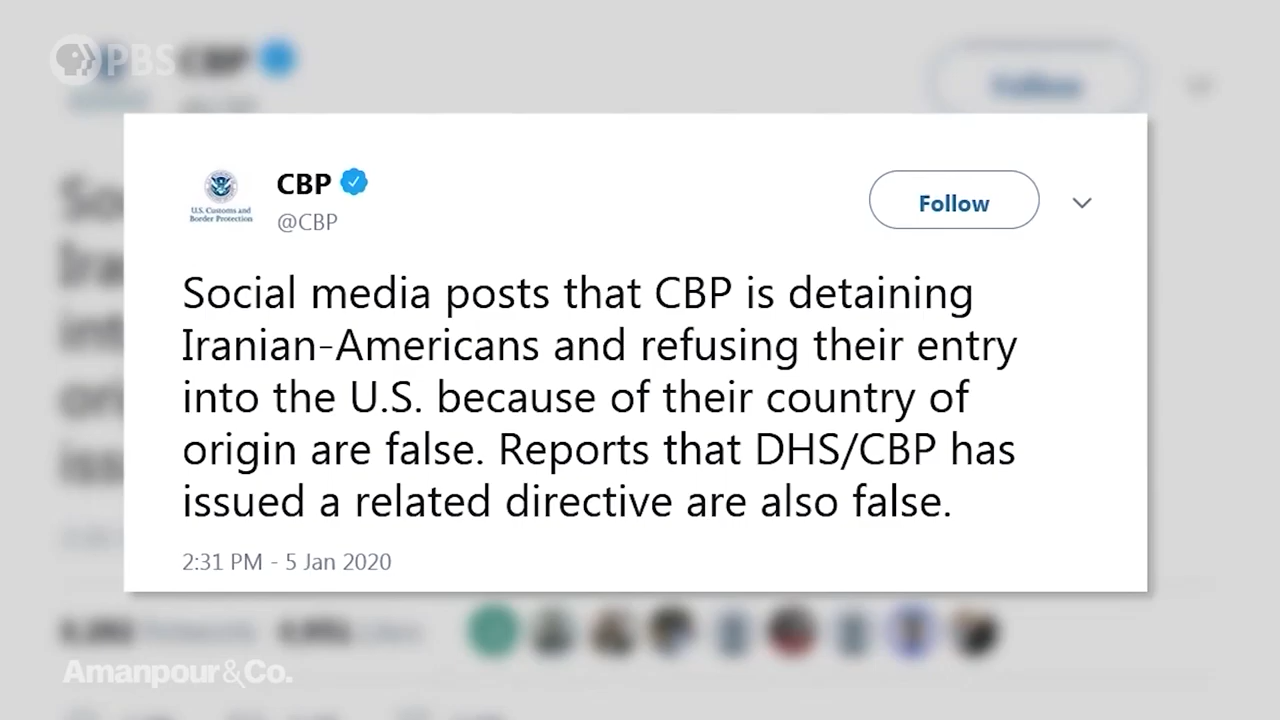 PBS
CBP
Follow
CBP
@CBP
U.S. Customs and
Border Protection
Follow
Social media posts that CBP is detaining
Iranian-Americans and refusing their entry
into the U.S. because of their country of
origin are false. Reports that DHS/CBP has
issued a related directive are also false.
2:31 PM - 5 Jan 2020
Amanpour&Co.